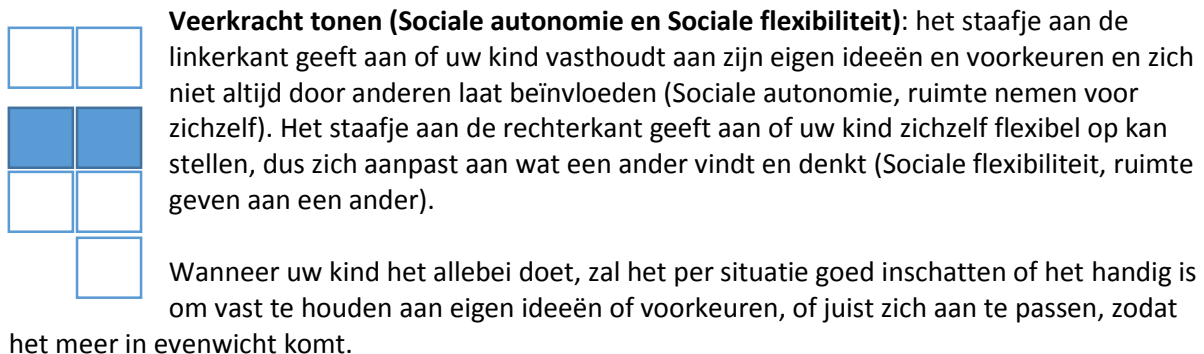 Veerkracht tonen (Sociale autonomie en Sociale flexibiliteit): het staafje aan de
linkerkant geeft aan of uw kind vasthoudt aan zijn eigen ideeën en voorkeuren en zich
niet altijd door anderen laat beïnvloeden (Sociale autonomie, ruimte nemen voor
zichzelf). Het staafje aan de rechterkant geeft aan of uw kind zichzelf flexibel op kan
stellen, dus zich aanpast aan wat een ander vindt en denkt (Sociale flexibiliteit, ruimte
geven aan een ander).
Wanneer uw kind het allebei doet, zal het per situatie goed inschatten of het handig is
om vast te houden aan eigen ideeën of voorkeuren, of juist zich aan te passen, zodat
het meer in evenwicht komt.